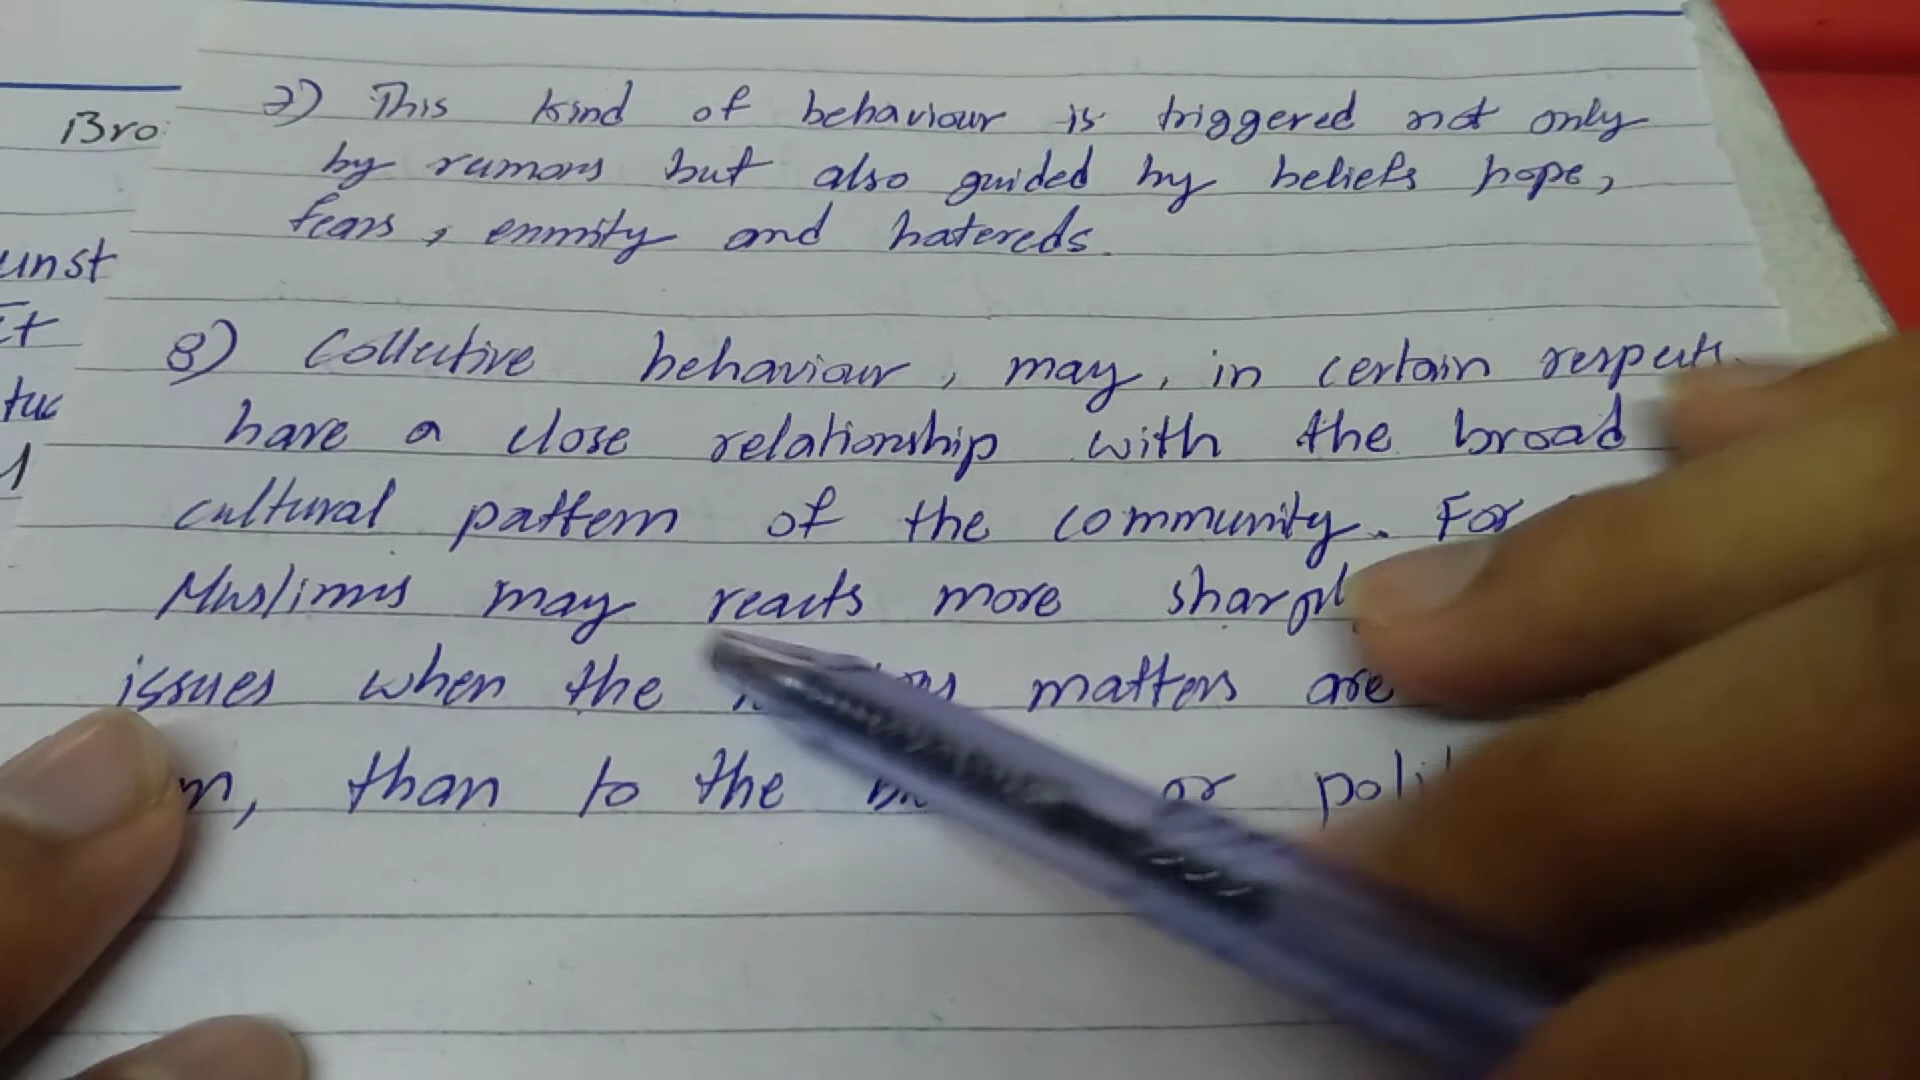 7) This kind of behaviour is triggered not only
by rumors but also guided by beliefs hope,
fears, enmity and hatereds.
8) Collective behaviour, may, in certain
have a close relationship with the broad
cultural pattern of the community. For
Muslims may reacts more
issues when the matters are
than to the or
Bro
unst